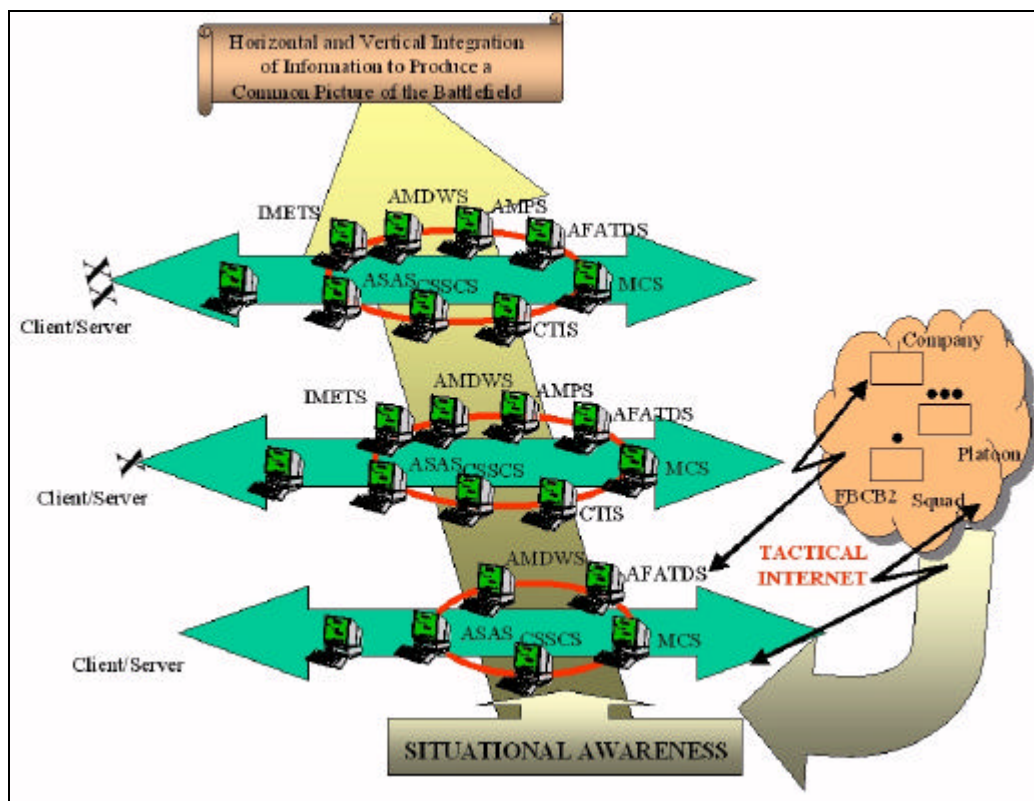 Horizontal and Vertical Integration
of Information to Produce a
Common Picture of the Battlefield
AMDWS
IMETS
AMPS
AFATDS
XX
ASAS
CSSCS
MCS
Client/Server
CTIS
Company
AMDWS
AMPS
IMETS
AFATDS
X
ASAS
CSSCS
MCS
Platoon
Client/Server
FBCB2
Squad
CTIS
TACTICAL
INTERNET
AMDWS
AFATDS
ASAS
CSSCS
MCS
Client/Server
SITUATIONAL AWARENESS